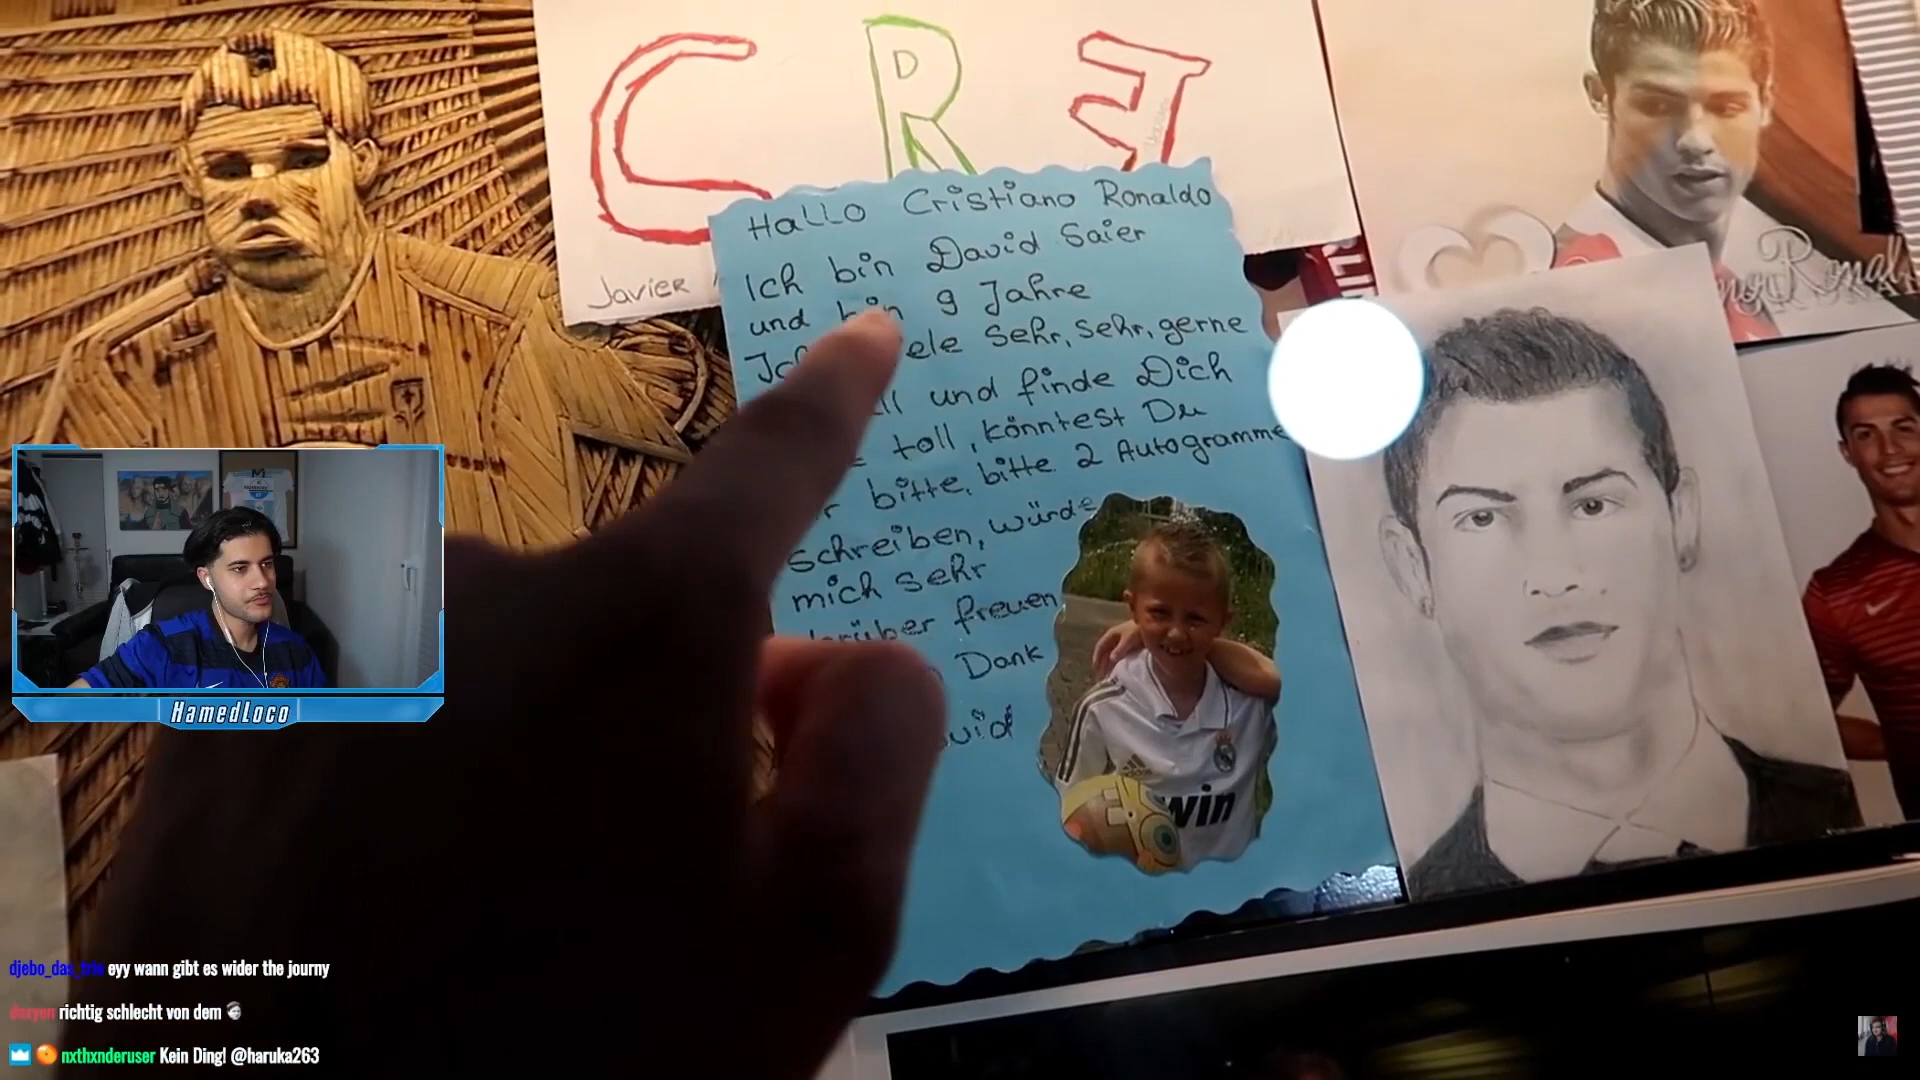 CR7
Javier
Hallo Cristiano Ronaldo
Ich bin David Saier
und bin 9 Jahre
sehr, sehr, gerne
und finde Dich
toll, könntest Du
bitte, bitte 2 Autogramme
schreiben, würde
mich sehr
freuen
Dank
win
HamedLoco
djebo_das_trio eyy wann gibt es wider the journy
richtig schlecht von dem
nxthxnderuser Kein Ding! @haruka263